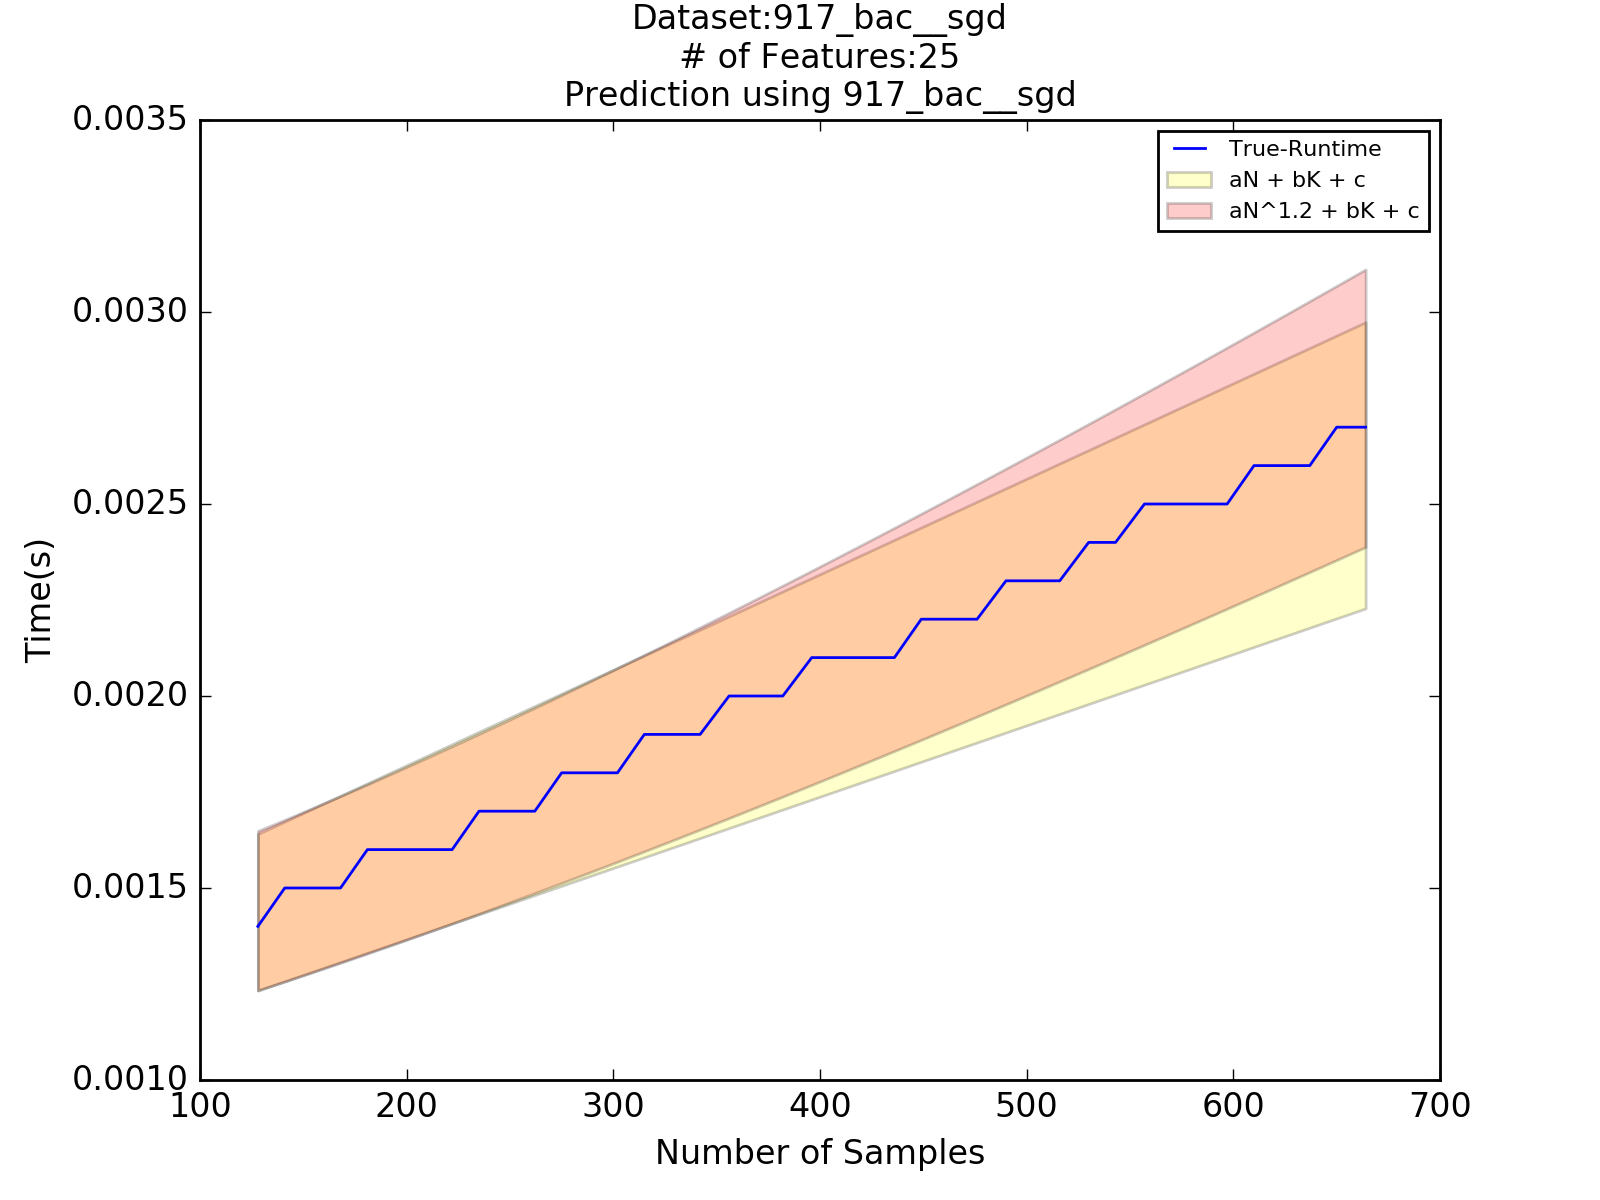 Dataset:917_bac__sgd
# of Features:25
Prediction using 917_bac__sgd
True-Runtime
aN + bK + c
aN^1.2 + bK + c
0.0035
0.0030
0.0025
0.0020
0.0015
0.0010
Time(s)
100
200
300
400
500
600
700
Number of Samples